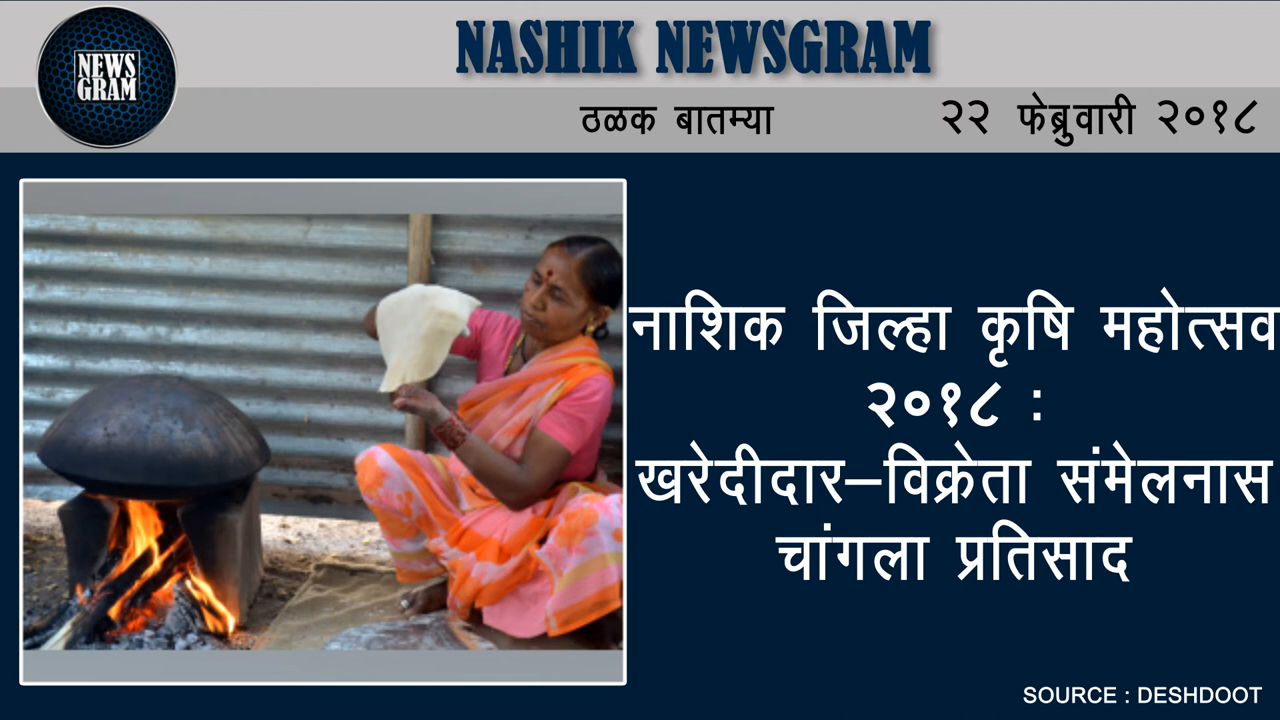 NEWS
GRAM
NASHIK NEWSGRAM
ठळक बातम्या
२२ फेब्रुवारी २०१८
नाशिक जिल्हा कृषि महोत्सव
२०१८ :
खरेदीदार–विक्रेता संमेलनास
चांगला प्रतिसाद
SOURCE : DESHDOOT